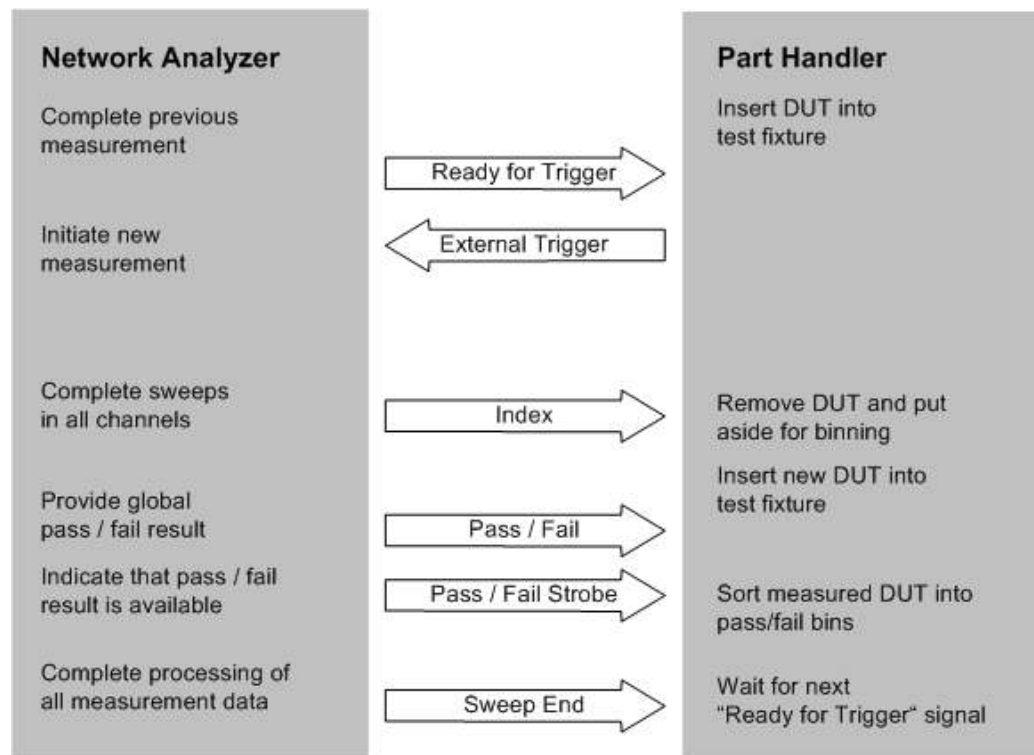 Network Analyzer
Part Handler
Complete previous
measurement
Insert DUT into
test fixture
Ready for Trigger
Initiate new
measurement
External Trigger
Complete sweeps
in all channels
Index
Remove DUT and put
aside for binning
Insert new DUT into
test fixture
Provide global
pass / fail result
Pass / Fail
Indicate that pass / fail
result is available
Pass / Fail Strobe
Sort measured DUT into
pass/fail bins
Complete processing of
all measurement data
Sweep End
Wait for next
“Ready for Trigger“ signal